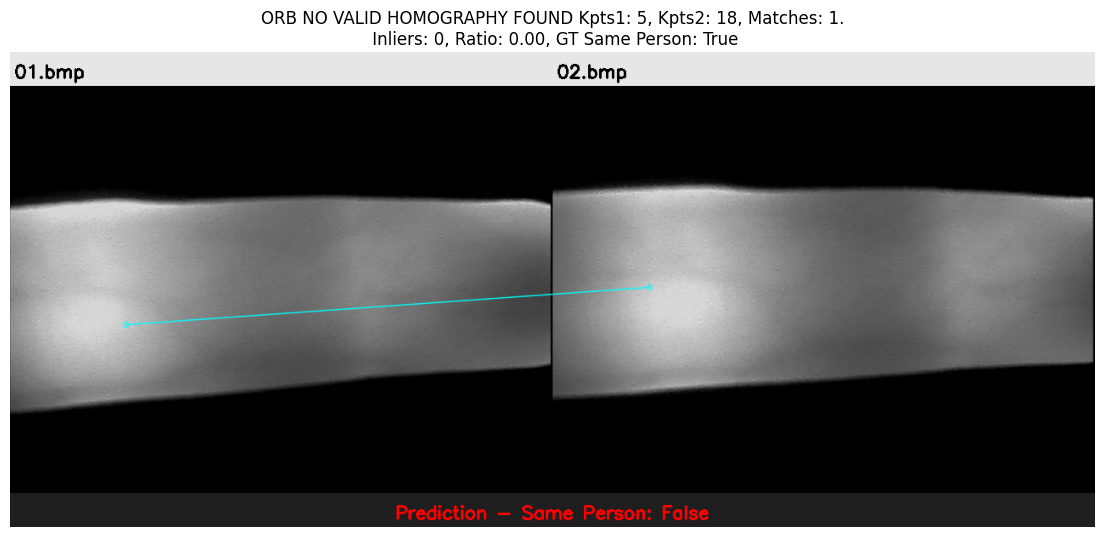 ORB NO VALID HOMOGRAPHY FOUND Kpts1: 5, Kpts2: 18, Matches: 1.
Inliers: 0, Ratio: 0.00, GT Same Person: True
01.bmp
02.bmp
Prediction - Same Person: False